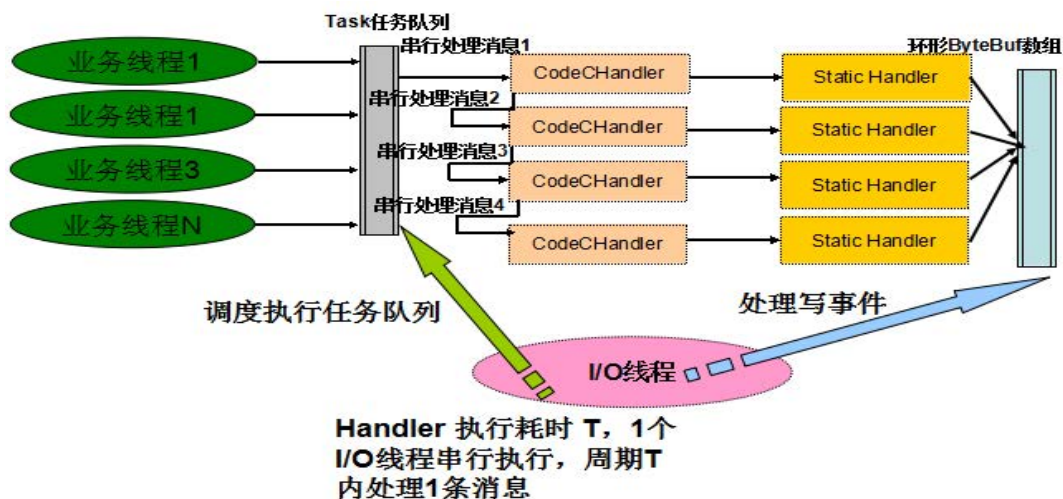 Task任务队列
串行处理消息1
环形ByteBuf数组
业务线程1
CodeCHandler
Static Handler
串行处理消息2
业务线程1
CodeCHandler
Static Handler
串行处理消息3
业务线程3
CodeCHandler
Static Handler
串行处理消息4
业务线程N
CodeCHandler
Static Handler
调度执行任务队列
处理写事件
I/O线程
Handler 执行耗时 T，1个
I/O线程串行执行，周期T
内处理1条消息